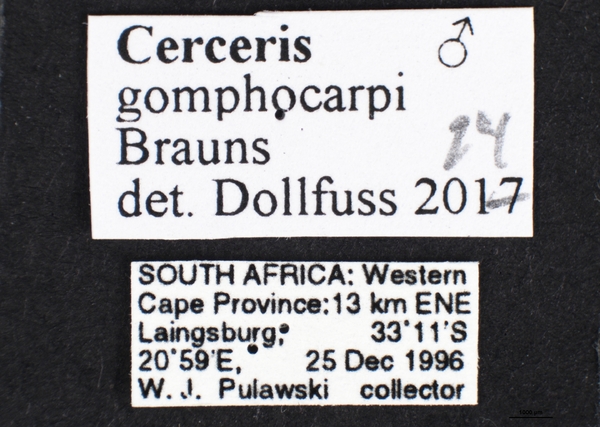 Cerceris ♂
gomphocarpi
Brauns 24
det. Dollfuss 2017
SOUTH AFRICA: Western
Cape Province:13 km ENE
Laingsburg; 33°11'S
20°59'E, 25 Dec 1996
W. J. Pulawski collector